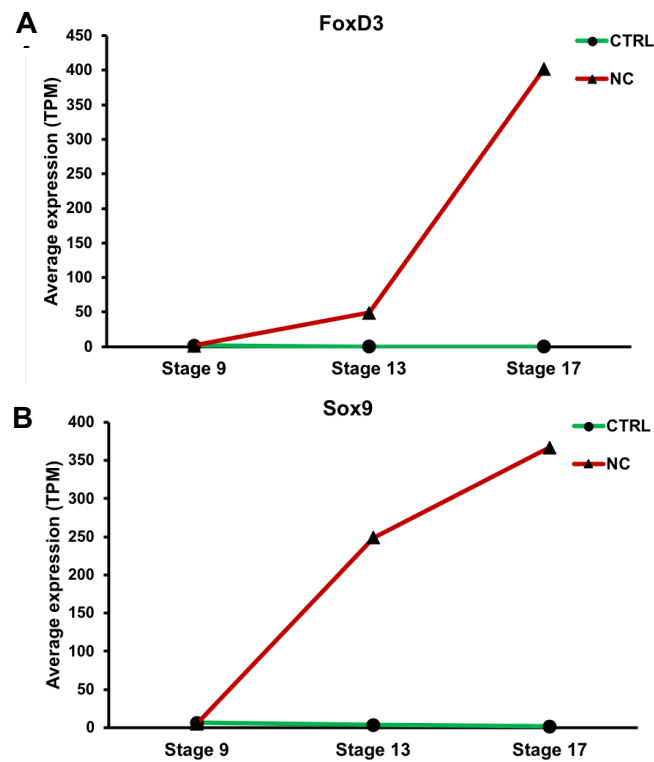 A
FoxD3
Average expression (TPM)
450
400
350
300
250
200
150
100
50
0
Stage 9
Stage 13
Stage 17
CTRL
NC
B
Sox9
Average expression (TPM)
400
350
300
250
200
150
100
50
0
Stage 9
Stage 13
Stage 17
CTRL
NC